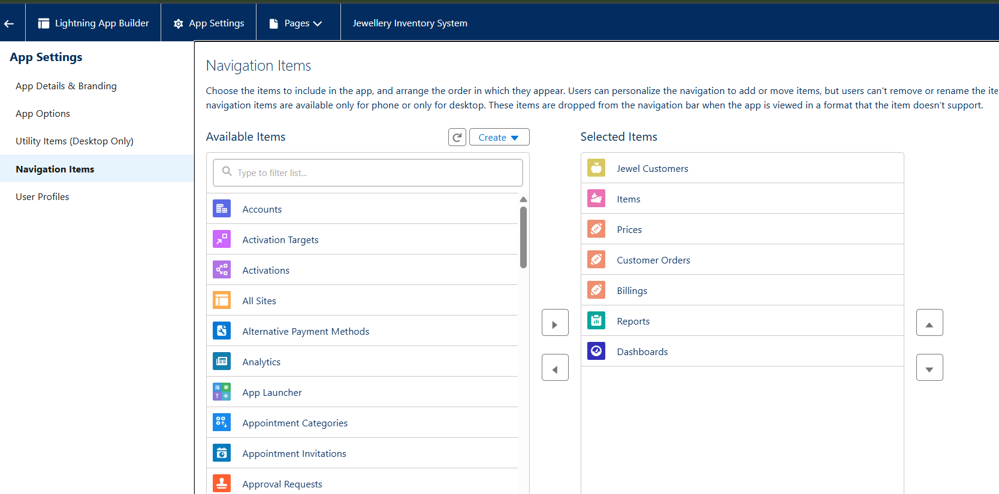 Lightning App Builder
App Settings
Pages
Jewellery Inventory System
App Settings
App Details & Branding
App Options
Utility Items (Desktop Only)
Navigation Items
User Profiles
Navigation Items
Choose the items to include in the app, and arrange the order in which they appear. Users can personalize the navigation to add or move items, but users can't remove or rename the ite
navigation items are available only for phone or only for desktop. These items are dropped from the navigation bar when the app is viewed in a format that the item doesn't support.
Available Items
Create
Type to filter list...
Accounts
Activation Targets
Activations
All Sites
Alternative Payment Methods
Analytics
App Launcher
Appointment Categories
Appointment Invitations
Approval Requests
Selected Items
Jewel Customers
Items
Prices
Customer Orders
Billings
Reports
Dashboards